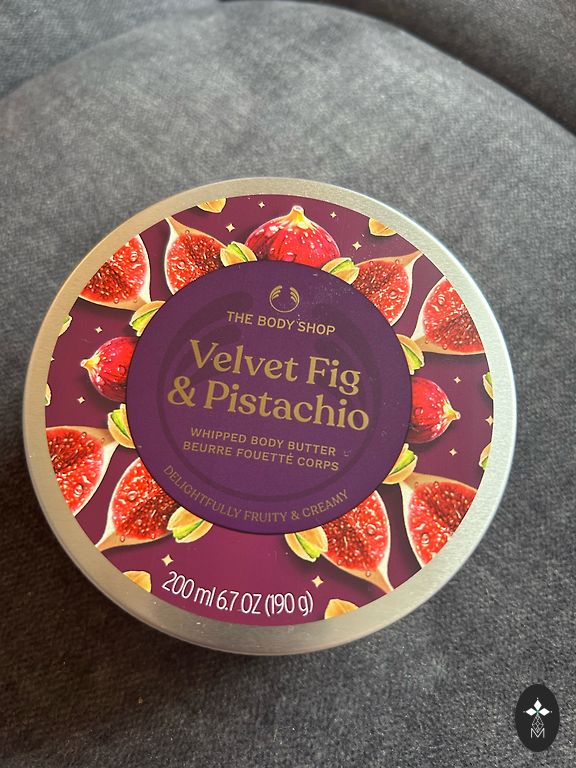 THE BODY SHOP
Velvet Fig
& Pistachio
WHIPPED BODY BUTTER
BEURRE FOUETTÉ CORPS
DELIGHTFULLY FRUITY & CREAMY
200 ml 6.7 OZ (190 g)
M